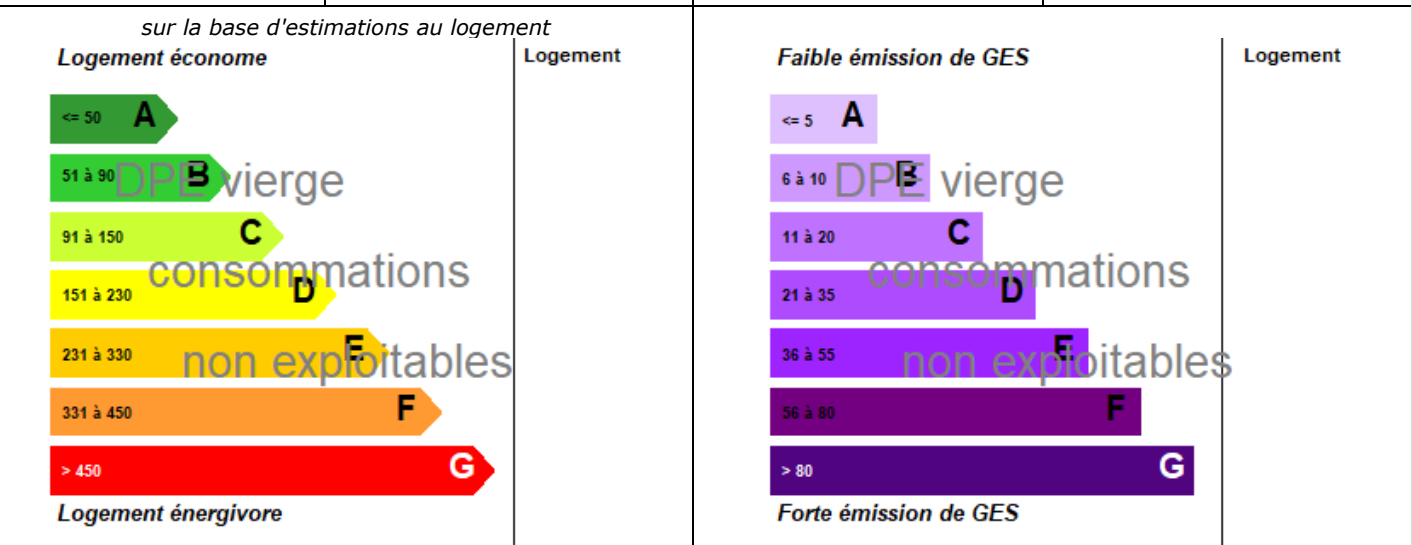 sur la base d'estimations au logement
Logement économe
Logement
<= 50 A
51 à 90 B
DPE vierge
91 à 150 C
consommations
151 à 230 D
231 à 330 E
non exploitables
331 à 450 F
> 450 G
Logement énergivore
Faible émission de GES
Logement
<= 5 A
6 à 10 B
DPE vierge
11 à 20 C
consommations
21 à 35 D
36 à 55 E
non exploitables
56 à 80 F
> 80 G
Forte émission de GES